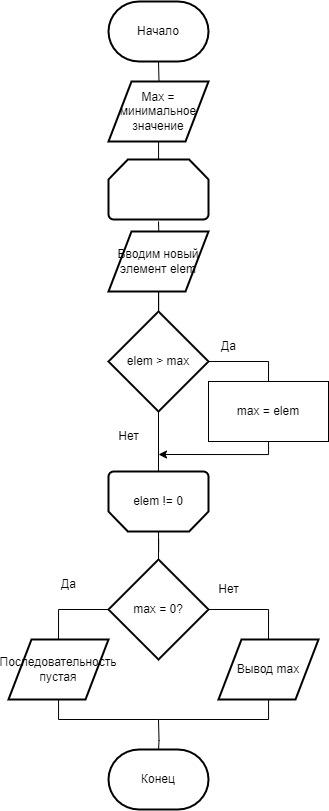 Начало
Max =
минимальное
значение
Вводим новый
элемент elem
elem > max
Да
max = elem
Нет
elem != 0
Да
max = 0?
Нет
Последовательность
пустая
Вывод max
Конец